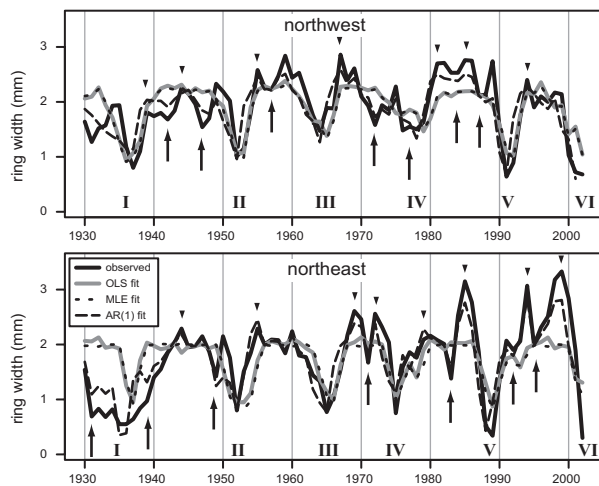 northwest
ring width (mm)
3
2
1
0
I
II
III
IV
V
VI
1930
1940
1950
1960
1970
1980
1990
2000
northeast
observed
OLS fit
MLE fit
AR(1) fit
ring width (mm)
3
2
1
0
I
II
III
IV
V
VI
1930
1940
1950
1960
1970
1980
1990
2000